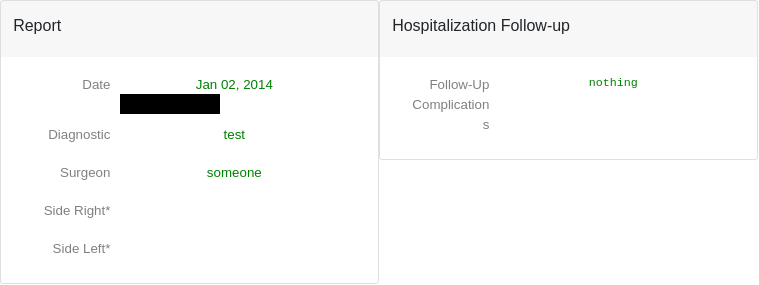 Report
Date Jan 02, 2014
Diagnostic test
Surgeon someone
Side Right*
Side Left*
Hospitalization Follow-up
Follow-Up nothing
Complication
s